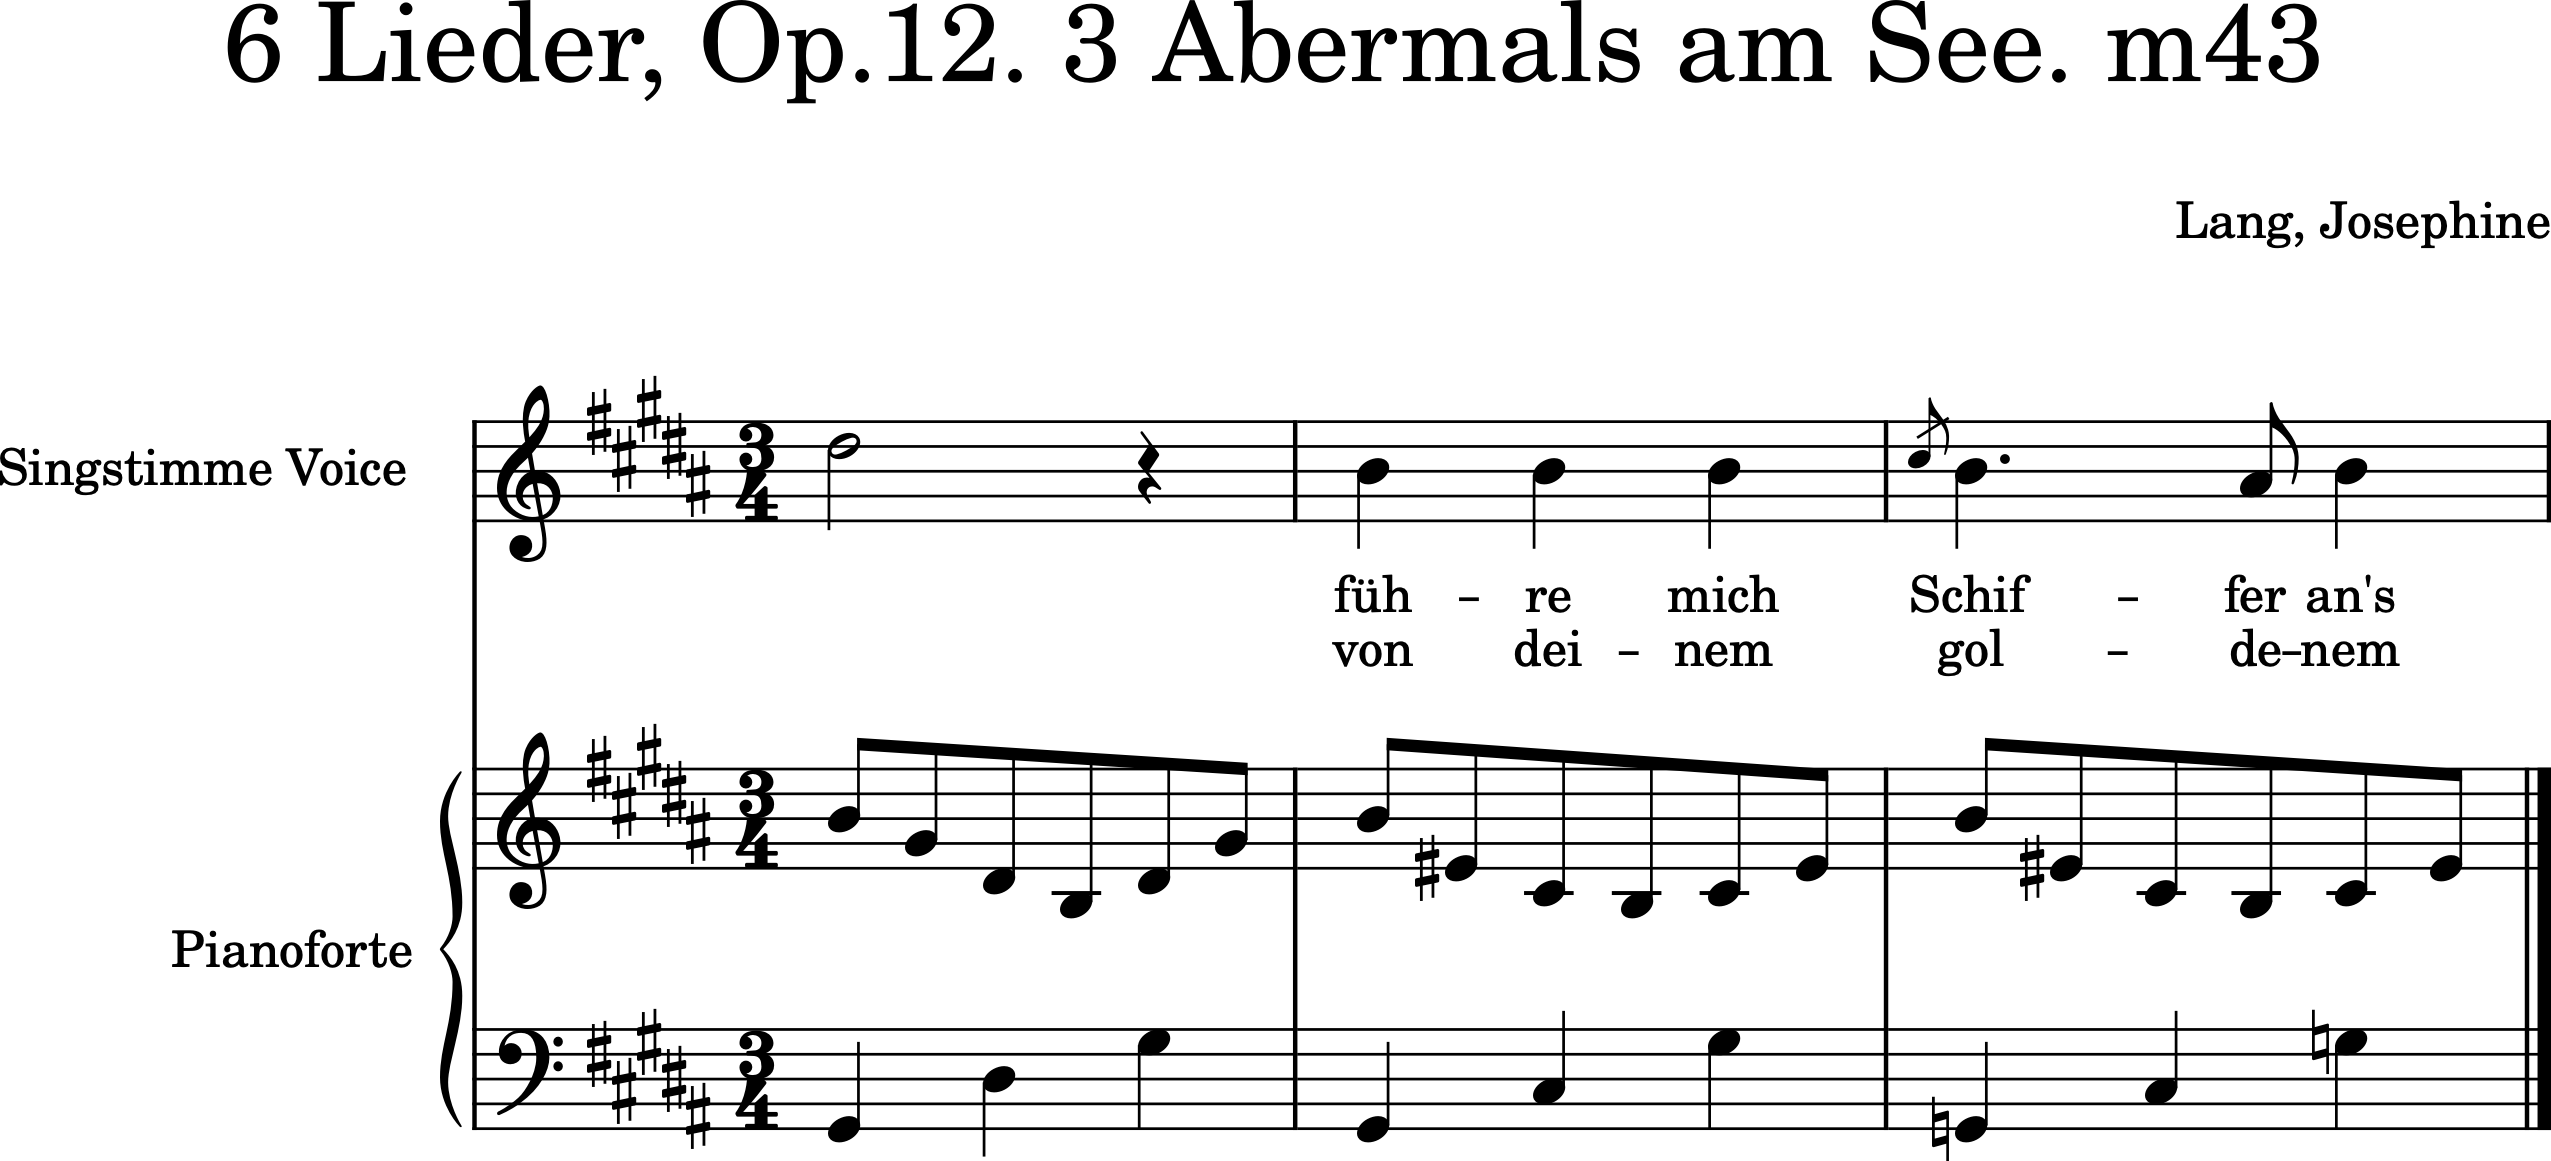 6 Lieder, Op.12. 3 Abermals am See. m43
Lang, Josephine
Singstimme Voice
füh – re mich Schif – fer an's
von dei – nem gol – de–nem
Pianoforte